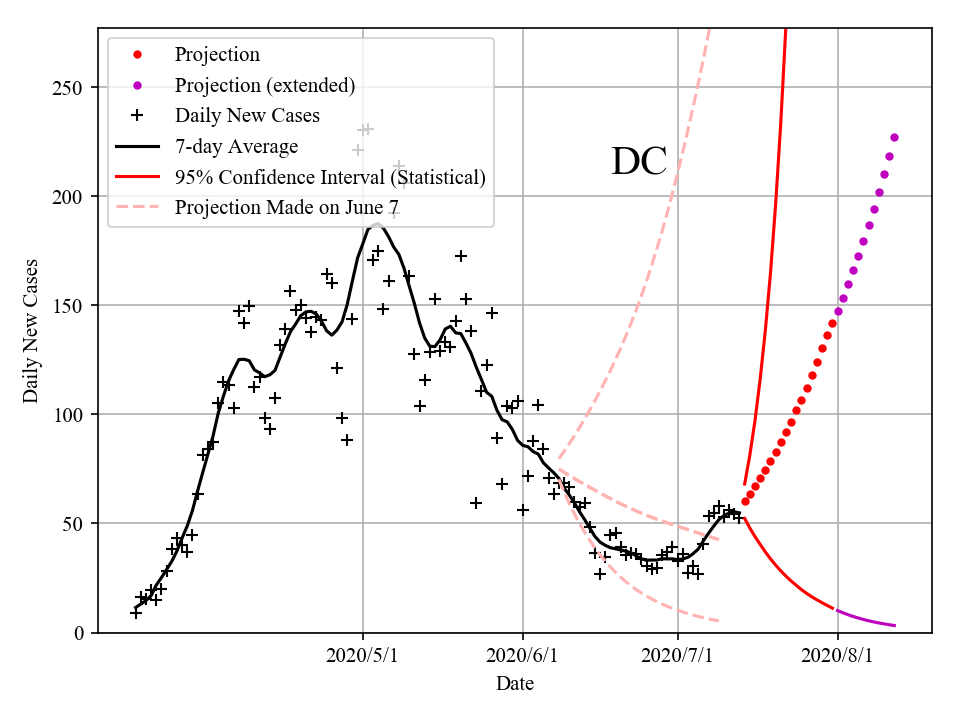 Projection
Projection (extended)
Daily New Cases
7-day Average
95% Confidence Interval (Statistical)
Projection Made on June 7
DC
250
200
150
100
50
0
Daily New Cases
2020/5/1
2020/6/1
2020/7/1
2020/8/1
Date